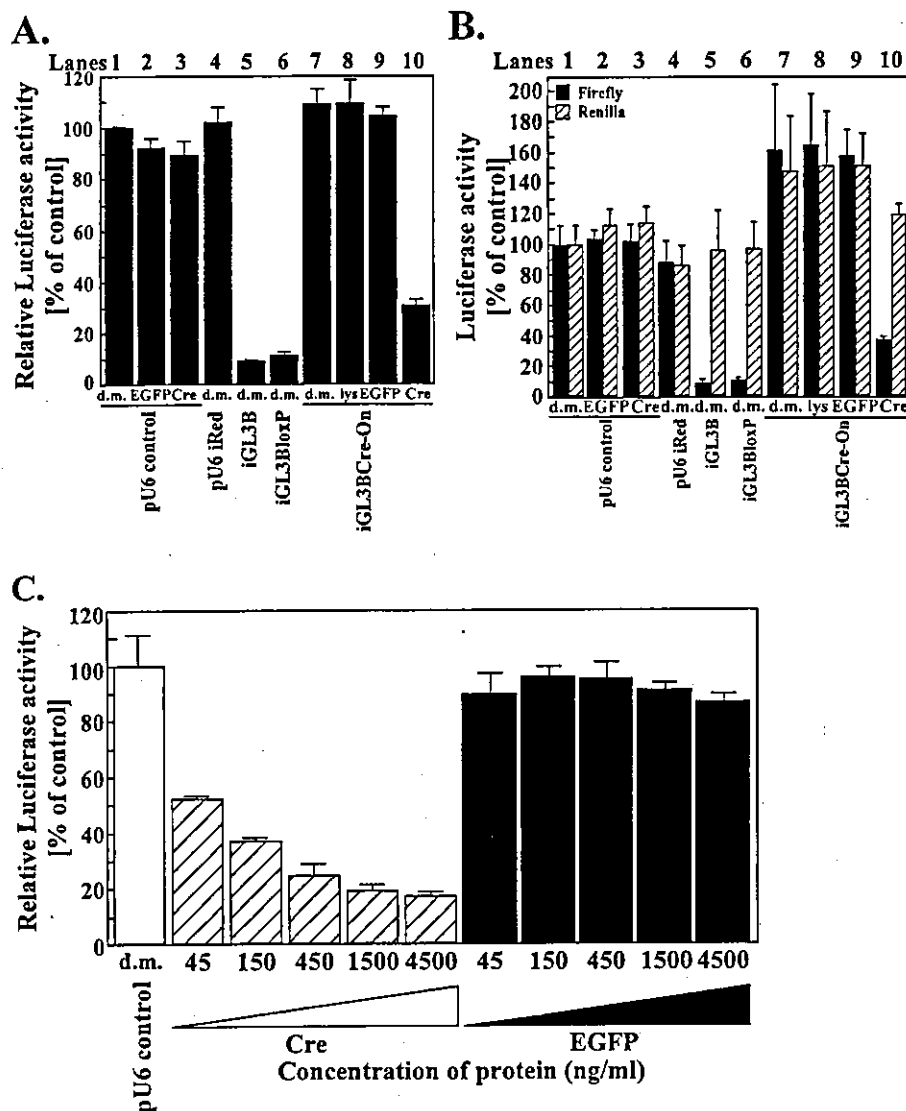 A.
Lanes 1 2 3 4 5 6 7 8 9 10
Relative Luciferase activity
[% of control]
120
100
80
60
40
20
0
d.m. EGFP Cre d.m. d.m. d.m. d.m. lys EGFP Cre
pU6 control
pU6 iRed
iGL3B
iGL3BloxP
iGL3BCre-On
B.
Lanes 1 2 3 4 5 6 7 8 9 10
Firefly
Renilla
Luciferase activity
[% of control]
200
180
160
140
120
100
80
60
40
20
0
d.m. EGFP Cre d.m. d.m. d.m. d.m. lys EGFP Cre
pU6 control
pU6 iRed
iGL3B
iGL3BloxP
iGL3BCre-On
C.
Relative Luciferase activity
[% of control]
120
100
80
60
40
20
0
d.m. 45 150 450 1500 4500 45 150 450 1500 4500
pU6 control
Cre EGFP
Concentration of protein (ng/ml)